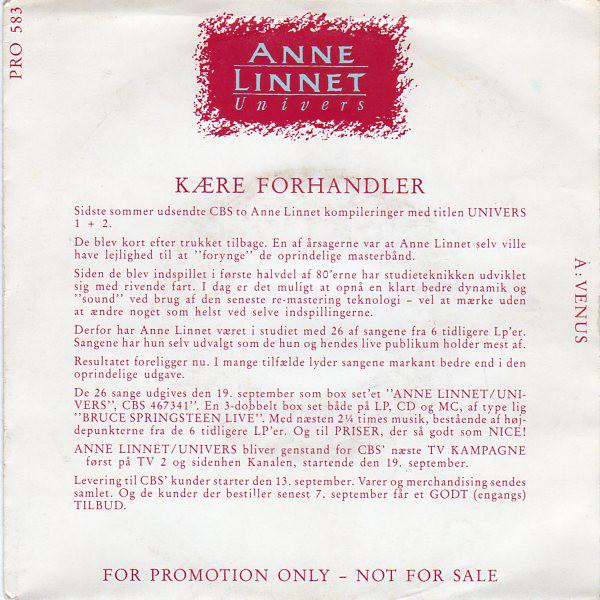 PRO 583
ANNE
LINNET
Univers
KÆRE FORHANDLER
Sidste sommer udsendte CBS to Anne Linnet kompileringer med titlen UNIVERS
1 + 2.
De blev kort efter trukket tilbage. En af årsagerne var at Anne Linnet selv ville
have lejlighed til at ''forynge'' de oprindelige masterbånd.
Siden de blev indspillet i første halvdel af 80'erne har studieteknikken udviklet
sig med rivende fart. I dag er det muligt at opnå en klart bedre dynamik og
''sound'' ved brug af den seneste re-mastering teknologi – vel at mærke uden
at ændre noget som helst ved selve indspillingerne.
Derfor har Anne Linnet været i studiet med 26 af sangene fra 6 tidligere Lp'er.
Sangene har hun selv udvalgt som de hun og hendes live publikum holder mest af.
Resultatet foreligger nu. I mange tilfælde lyder sangene markant bedre end i den
oprindelige udgave.
De 26 sange udgives den 19. september som box set'et ''ANNE LINNET/UNI-
VERS'', CBS 467341''. En 3-dobbelt box set både på LP, CD og MC, af type lig
''BRUCE SPRINGSTEEN LIVE''. Med næsten 2¼ times musik, bestående af høj-
depunkterne fra de 6 tidligere LP'er. Og til PRISER, der så godt som NICE!
ANNE LINNET/UNIVERS bliver genstand for CBS' næste TV KAMPAGNE
først på TV 2 og sidenhen Kanalen, startende den 19. september.
Levering til CBS' kunder starter den 13. september. Varer og merchandising sendes
samlet. Og de kunder der bestiller senest 7. september får et GODT (engangs)
TILBUD.
A: VENUS
FOR PROMOTION ONLY – NOT FOR SALE